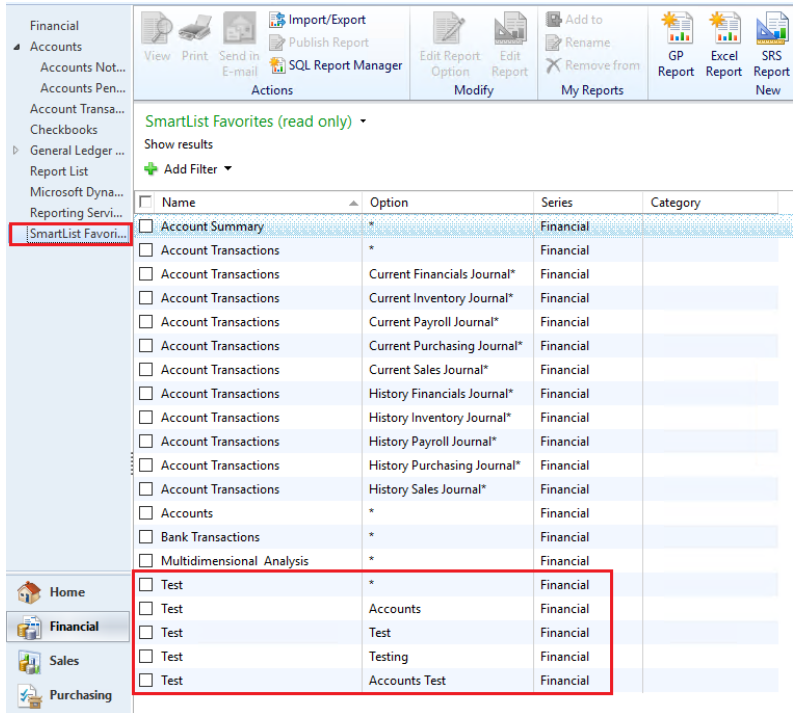 Financial
Accounts
Accounts Not...
Accounts Pen...
Account Transa...
Checkbooks
General Ledger ...
Report List
Microsoft Dyna...
Reporting Servi...
SmartList Favori...
Home
Financial
Sales
Purchasing
View
Print
Send in
E-mail
Import/Export
Publish Report
SQL Report Manager
Actions
Edit Report
Option
Edit
Report
Modify
Add to
Rename
Remove from
My Reports
GP
Report
Excel
Report
SRS
Report
New
SmartList Favorites (read only)
Show results
Add Filter
Name Option Series Category
Account Summary * Financial
Account Transactions * Financial
Account Transactions Current Financials Journal* Financial
Account Transactions Current Inventory Journal* Financial
Account Transactions Current Payroll Journal* Financial
Account Transactions Current Purchasing Journal* Financial
Account Transactions Current Sales Journal* Financial
Account Transactions History Financials Journal* Financial
Account Transactions History Inventory Journal* Financial
Account Transactions History Payroll Journal* Financial
Account Transactions History Purchasing Journal* Financial
Account Transactions History Sales Journal* Financial
Accounts * Financial
Bank Transactions * Financial
Multidimensional Analysis * Financial
Test * Financial
Test Accounts Financial
Test Test Financial
Test Testing Financial
Test Accounts Test Financial